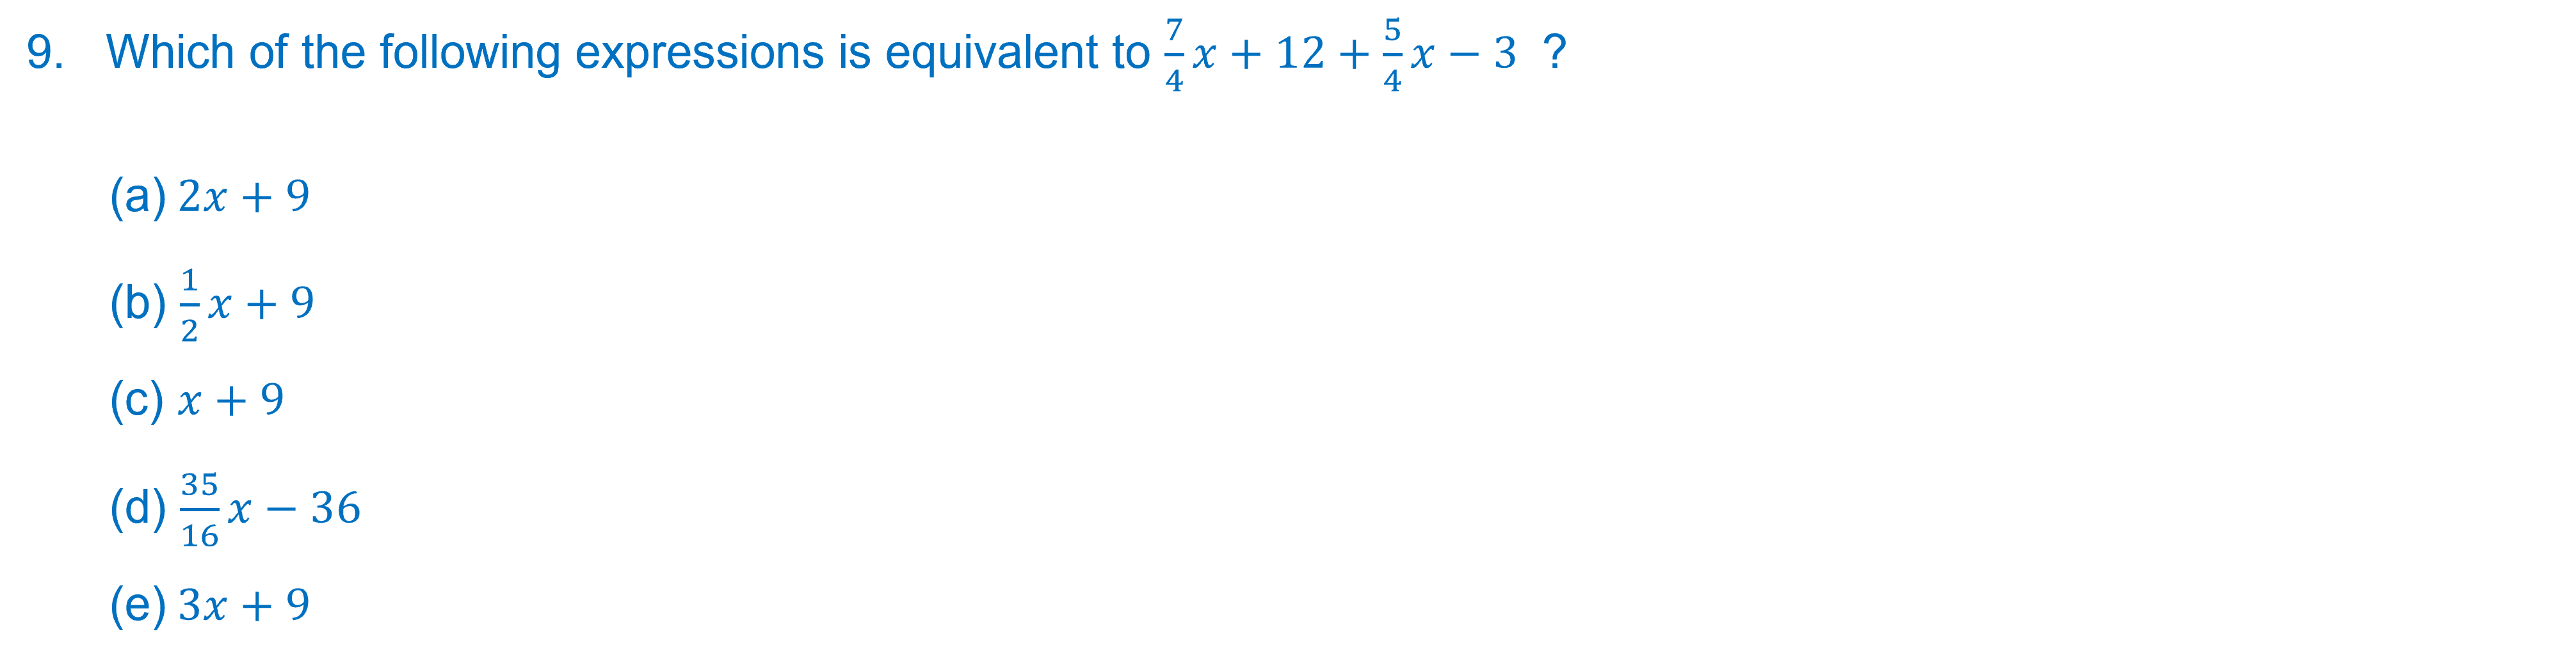 9. Which of the following expressions is equivalent to \frac{7}{4}x + 12 + \frac{5}{4}x − 3 ?
(a) 2x + 9
(b) \frac{1}{2}x + 9
(c) x + 9
(d) \frac{35}{16}x − 36
(e) 3x + 9